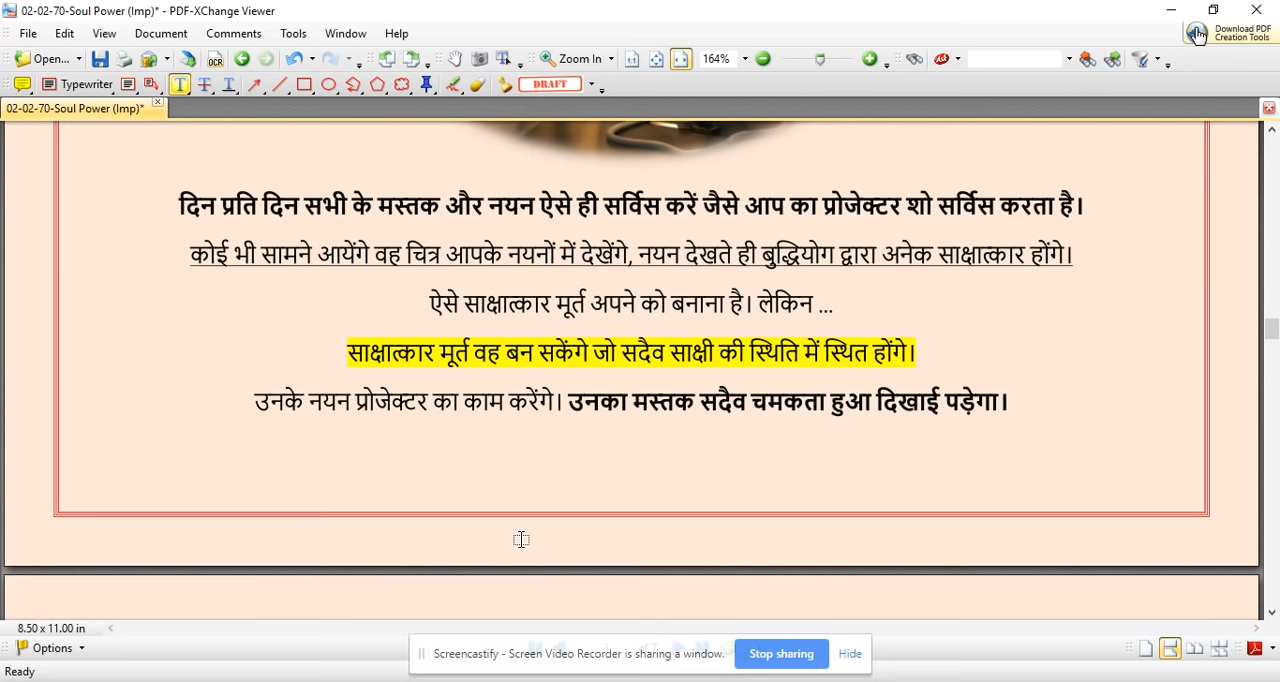 02-02-70-Soul Power (Imp)* - PDF-XChange Viewer
File Edit View Document Comments Tools Window Help
Download PDF Creation Tools
Open... OCR Zoom In 164%
Typewriter DRAFT
02-02-70-Soul Power (Imp)*
दिन प्रति दिन सभी के मस्तक और नयन ऐसे ही सर्विस करें जैसे आप का प्रोजेक्टर शो सर्विस करता है।
कोई भी सामने आयेंगे वह चित्र आपके नयनों में देखेंगे, नयन देखते ही बुद्धियोग द्वारा अनेक साक्षात्कार होंगे।
ऐसे साक्षात्कार मूर्त अपने को बनाना है। लेकिन ...
साक्षात्कार मूर्त वह बन सकेंगे जो सदैव साक्षी की स्थिति में स्थित होंगे।
उनके नयन प्रोजेक्टर का काम करेंगे। उनका मस्तक सदैव चमकता हुआ दिखाई पड़ेगा।
8.50 x 11.00 in
Options
Screencastify - Screen Video Recorder is sharing a window. Stop sharing Hide
Ready